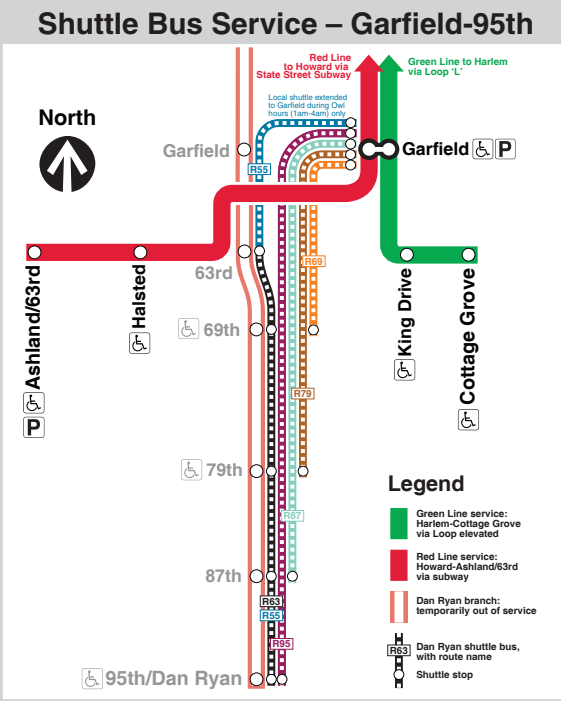 Shuttle Bus Service – Garfield-95th
Red Line
to Howard via
State Street Subway
Green Line to Harlem
via Loop ‘L’
Local shuttle extended
to Garfield during Owl
hours (1am-4am) only
North
Garfield
R55
Garfield
P
63rd
R69
Ashland/63rd
P
Halsted
King Drive
Cottage Grove
69th
R79
79th
R87
87th
R63
R55
R95
95th/Dan Ryan
Legend
Green Line service:
Harlem-Cottage Grove
via Loop elevated
Red Line service:
Howard-Ashland/63rd
via subway
Dan Ryan branch:
temporarily out of service
R63
Dan Ryan shuttle bus,
with route name
Shuttle stop